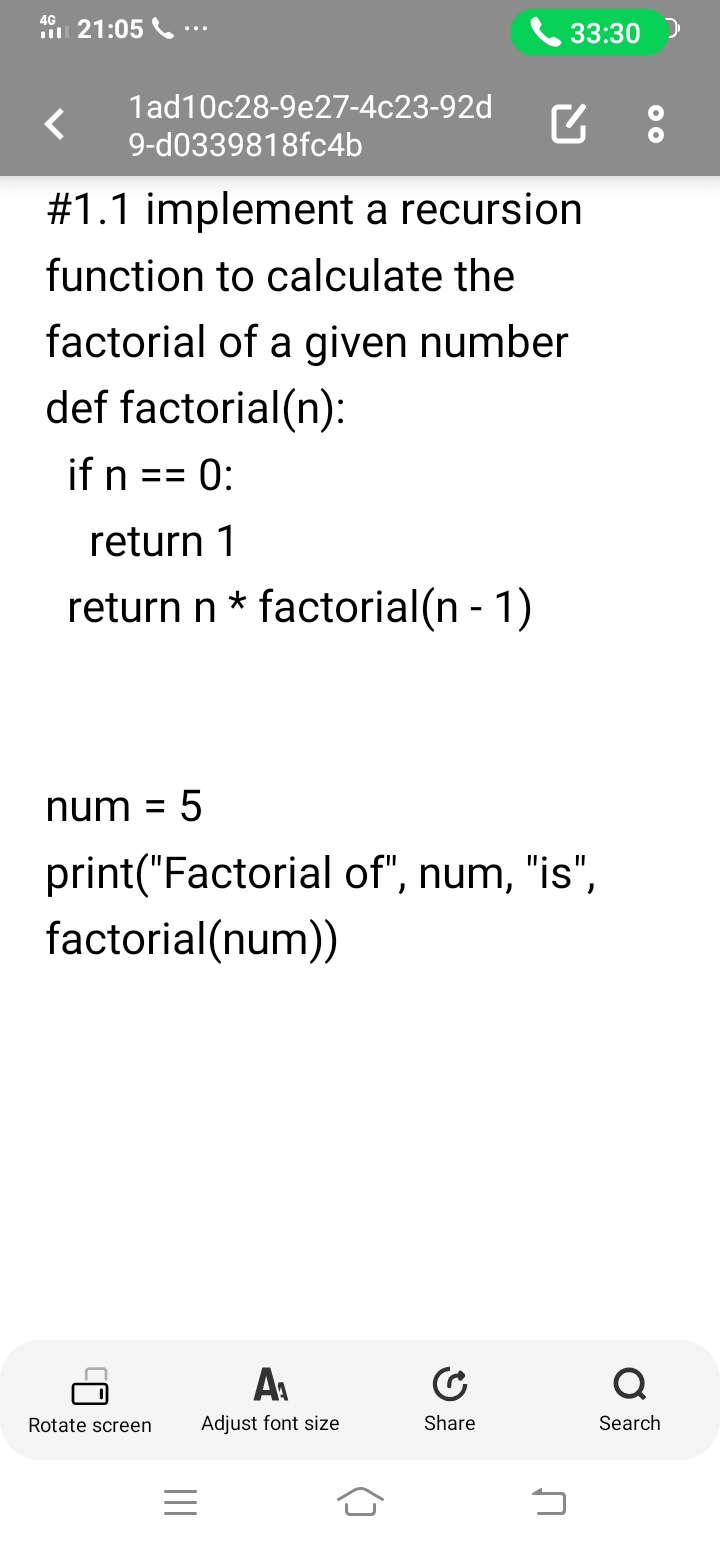 4G 21:05 ... 33:30
1ad10c28-9e27-4c23-92d
9-d0339818fc4b
#1.1 implement a recursion
function to calculate the
factorial of a given number
def factorial(n):
  if n == 0:
    return 1
  return n * factorial(n - 1)
num = 5
print("Factorial of", num, "is",
factorial(num))
Rotate screen Adjust font size Share Search